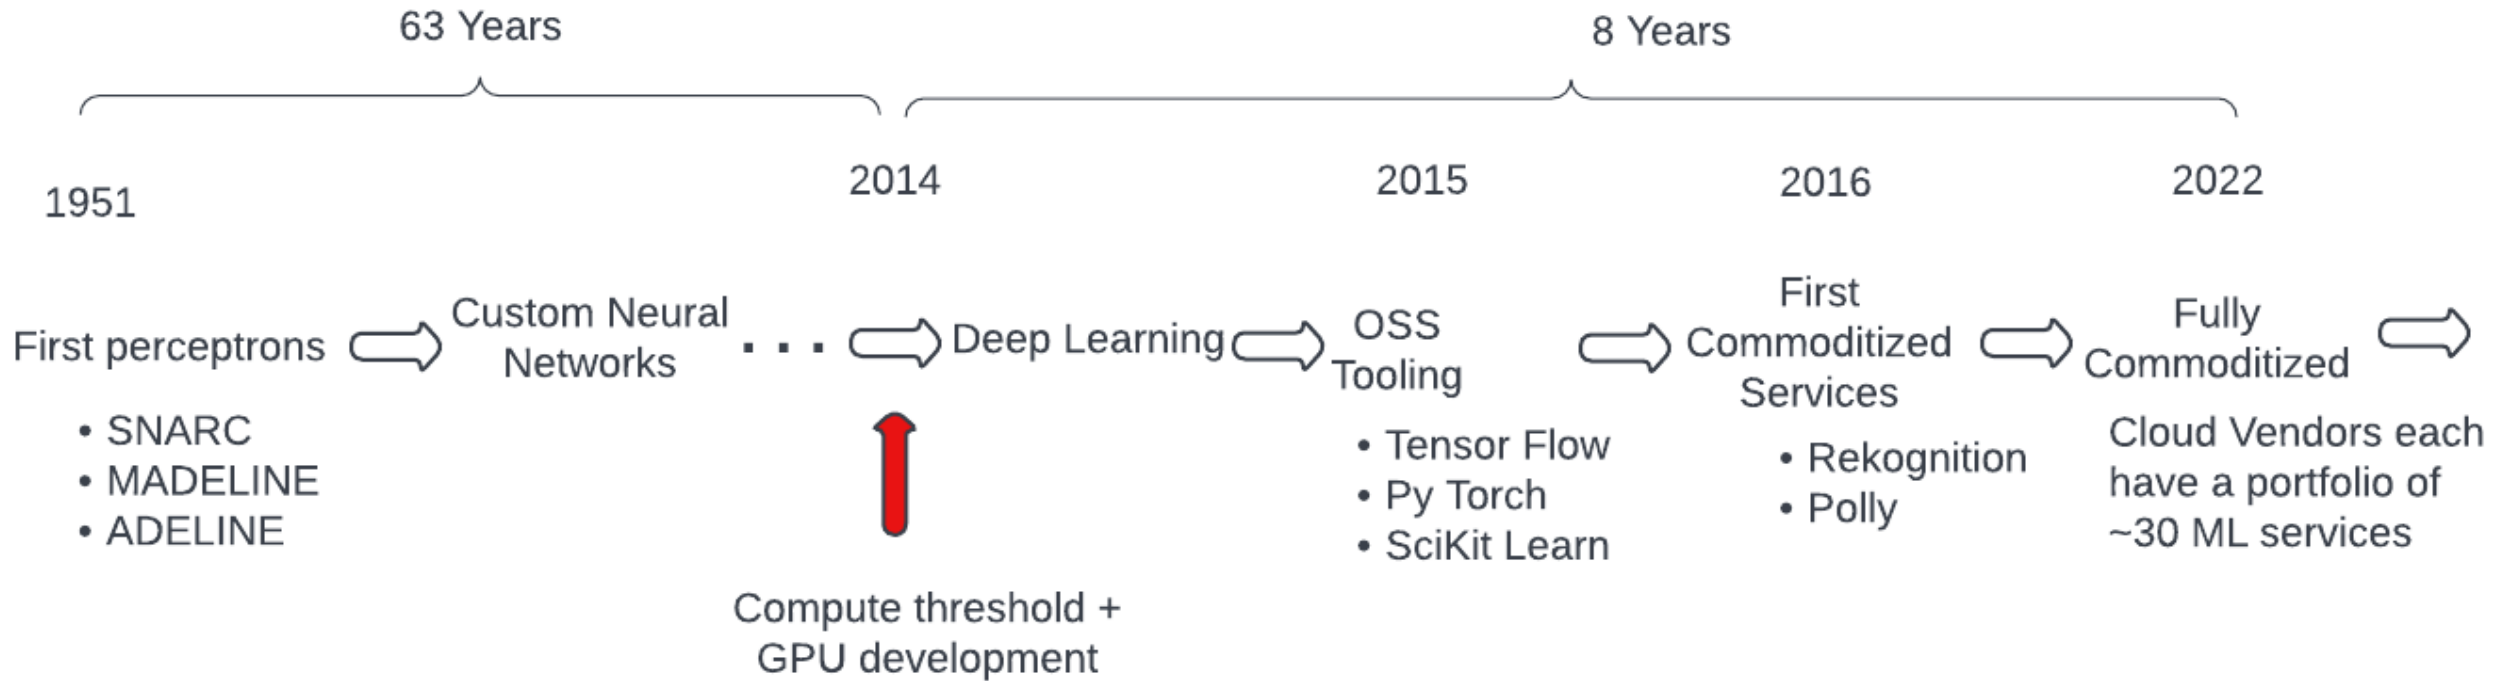 63 Years
8 Years
1951
2014
2015
2016
2022
First perceptrons
• SNARC
• MADELINE
• ADELINE
Custom Neural
Networks
...
Compute threshold +
GPU development
Deep Learning
OSS
Tooling
• Tensor Flow
• Py Torch
• SciKit Learn
First
Commoditized
Services
• Rekognition
• Polly
Fully
Commoditized
Cloud Vendors each
have a portfolio of
~30 ML services